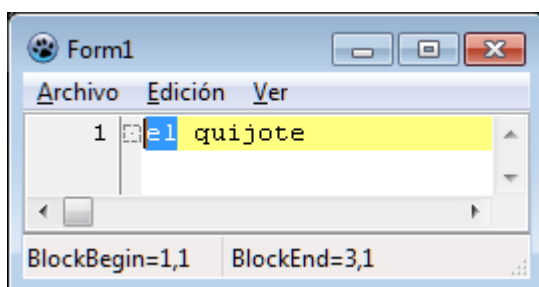 Form1
Archivo Edición Ver
1 el quijote
BlockBegin=1,1 BlockEnd=3,1